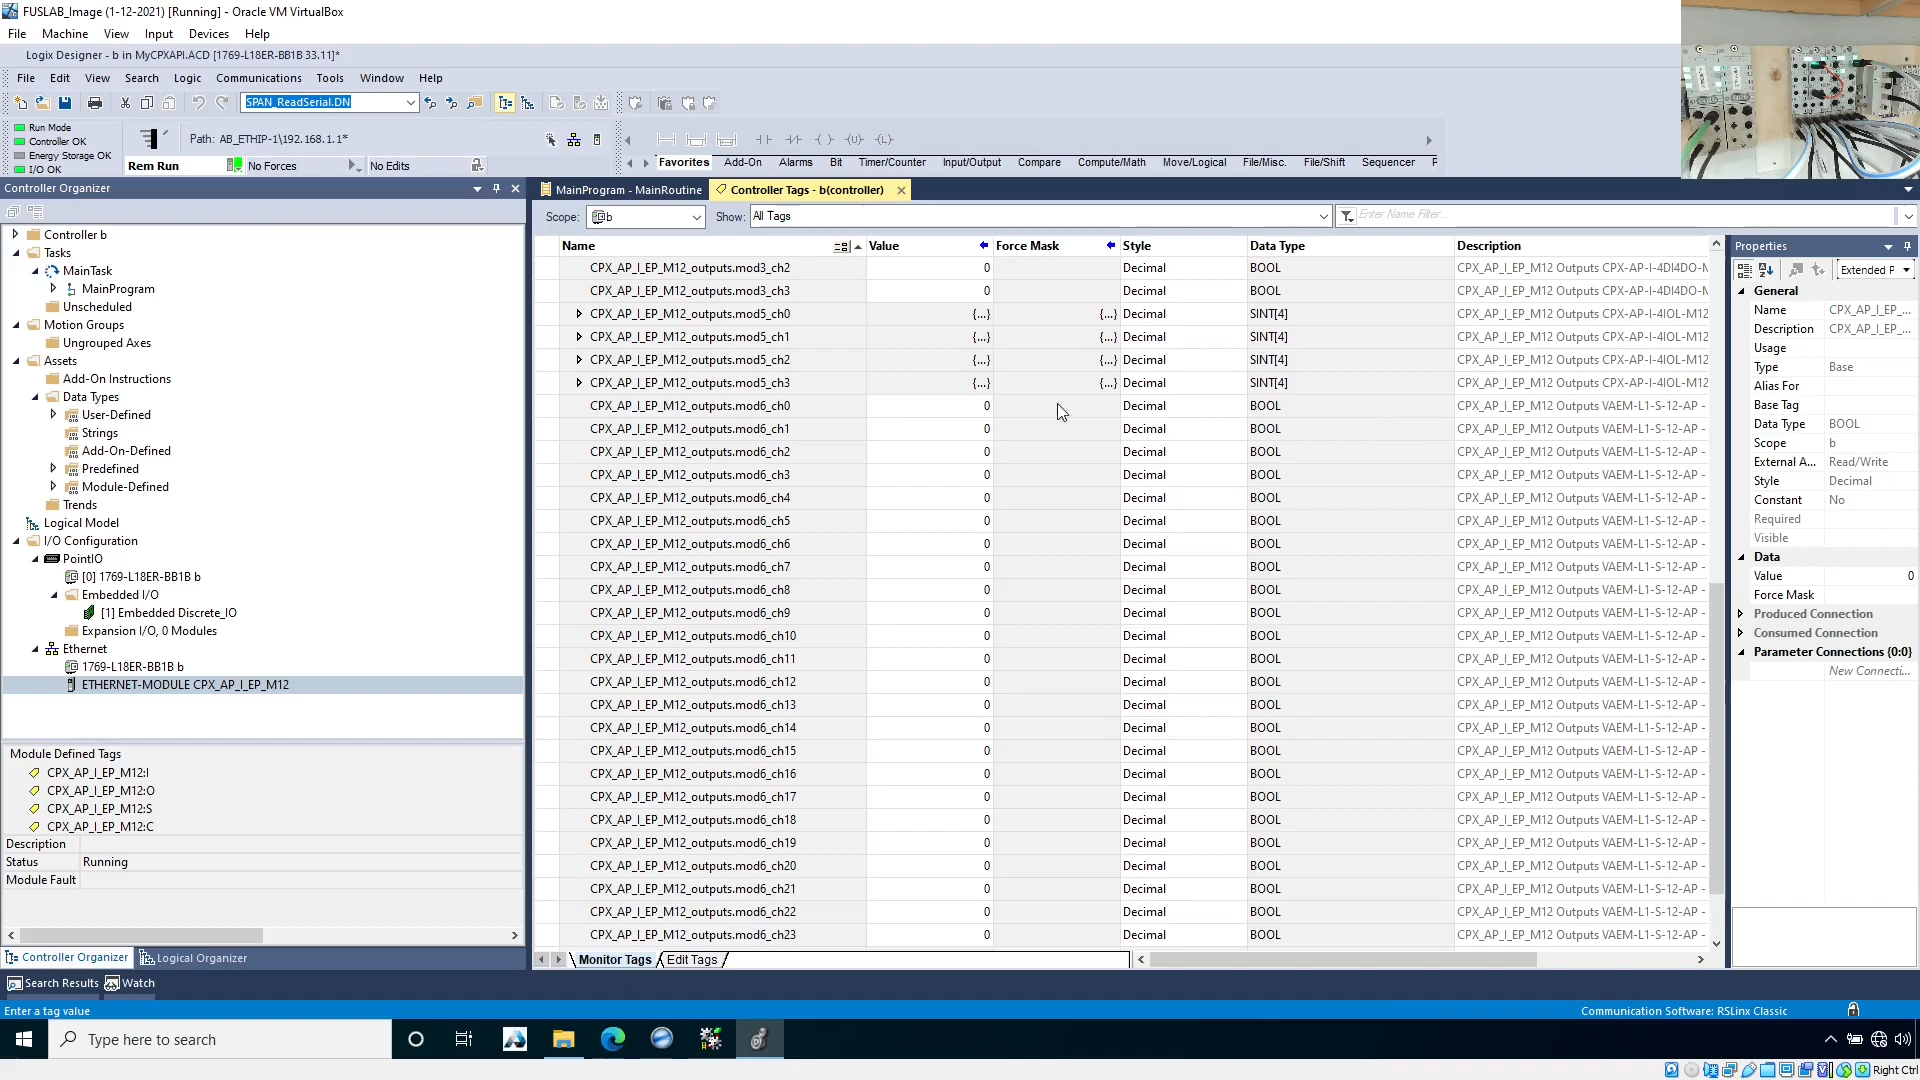 FUSLAB_Image (1-12-2021) [Running] - Oracle VM VirtualBox
File Machine View Input Devices Help
Logix Designer - b in MyCPXAPI.ACD [1769-L18ER-BB1B 33.11]*
File Edit View Search Logic Communications Tools Window Help
SPAN_ReadSerial.DN
Run Mode
Controller OK
Energy Storage OK
I/O OK
Path: AB_ETHIP-1\192.168.1.1*
Rem Run No Forces No Edits
Favorites Add-On Alarms Bit Timer/Counter Input/Output Compare Compute/Math Move/Logical File/Misc. File/Shift Sequencer
Controller Organizer
MainProgram - MainRoutine Controller Tags - b(controller)
Scope: b Show: All Tags Enter Name Filter...
Controller b
Tasks
MainTask
MainProgram
Unscheduled
Motion Groups
Ungrouped Axes
Assets
Add-On Instructions
Data Types
User-Defined
Strings
Add-On-Defined
Predefined
Module-Defined
Trends
Logical Model
I/O Configuration
PointIO
[0] 1769-L18ER-BB1B b
Embedded I/O
[1] Embedded Discrete_IO
Expansion I/O, 0 Modules
Ethernet
1769-L18ER-BB1B b
ETHERNET-MODULE CPX_AP_I_EP_M12
Module Defined Tags
CPX_AP_I_EP_M12:I
CPX_AP_I_EP_M12:O
CPX_AP_I_EP_M12:S
CPX_AP_I_EP_M12:C
Description
Status Running
Module Fault
Controller Organizer Logical Organizer
Name Value Force Mask Style Data Type Description
CPX_AP_I_EP_M12_outputs.mod3_ch2 0 Decimal BOOL CPX_AP_I_EP_M12 Outputs CPX-AP-I-4DI4DO-M
CPX_AP_I_EP_M12_outputs.mod3_ch3 0 Decimal BOOL CPX_AP_I_EP_M12 Outputs CPX-AP-I-4DI4DO-M
CPX_AP_I_EP_M12_outputs.mod5_ch0 {...} {...} Decimal SINT[4] CPX_AP_I_EP_M12 Outputs CPX-AP-I-4IOL-M12
CPX_AP_I_EP_M12_outputs.mod5_ch1 {...} {...} Decimal SINT[4] CPX_AP_I_EP_M12 Outputs CPX-AP-I-4IOL-M12
CPX_AP_I_EP_M12_outputs.mod5_ch2 {...} {...} Decimal SINT[4] CPX_AP_I_EP_M12 Outputs CPX-AP-I-4IOL-M12
CPX_AP_I_EP_M12_outputs.mod5_ch3 {...} {...} Decimal SINT[4] CPX_AP_I_EP_M12 Outputs CPX-AP-I-4IOL-M12
CPX_AP_I_EP_M12_outputs.mod6_ch0 0 Decimal BOOL CPX_AP_I_EP_M12 Outputs VAEM-L1-S-12-AP -
CPX_AP_I_EP_M12_outputs.mod6_ch1 0 Decimal BOOL CPX_AP_I_EP_M12 Outputs VAEM-L1-S-12-AP -
CPX_AP_I_EP_M12_outputs.mod6_ch2 0 Decimal BOOL CPX_AP_I_EP_M12 Outputs VAEM-L1-S-12-AP -
CPX_AP_I_EP_M12_outputs.mod6_ch3 0 Decimal BOOL CPX_AP_I_EP_M12 Outputs VAEM-L1-S-12-AP -
CPX_AP_I_EP_M12_outputs.mod6_ch4 0 Decimal BOOL CPX_AP_I_EP_M12 Outputs VAEM-L1-S-12-AP -
CPX_AP_I_EP_M12_outputs.mod6_ch5 0 Decimal BOOL CPX_AP_I_EP_M12 Outputs VAEM-L1-S-12-AP -
CPX_AP_I_EP_M12_outputs.mod6_ch6 0 Decimal BOOL CPX_AP_I_EP_M12 Outputs VAEM-L1-S-12-AP -
CPX_AP_I_EP_M12_outputs.mod6_ch7 0 Decimal BOOL CPX_AP_I_EP_M12 Outputs VAEM-L1-S-12-AP -
CPX_AP_I_EP_M12_outputs.mod6_ch8 0 Decimal BOOL CPX_AP_I_EP_M12 Outputs VAEM-L1-S-12-AP -
CPX_AP_I_EP_M12_outputs.mod6_ch9 0 Decimal BOOL CPX_AP_I_EP_M12 Outputs VAEM-L1-S-12-AP -
CPX_AP_I_EP_M12_outputs.mod6_ch10 0 Decimal BOOL CPX_AP_I_EP_M12 Outputs VAEM-L1-S-12-AP -
CPX_AP_I_EP_M12_outputs.mod6_ch11 0 Decimal BOOL CPX_AP_I_EP_M12 Outputs VAEM-L1-S-12-AP -
CPX_AP_I_EP_M12_outputs.mod6_ch12 0 Decimal BOOL CPX_AP_I_EP_M12 Outputs VAEM-L1-S-12-AP -
CPX_AP_I_EP_M12_outputs.mod6_ch13 0 Decimal BOOL CPX_AP_I_EP_M12 Outputs VAEM-L1-S-12-AP -
CPX_AP_I_EP_M12_outputs.mod6_ch14 0 Decimal BOOL CPX_AP_I_EP_M12 Outputs VAEM-L1-S-12-AP -
CPX_AP_I_EP_M12_outputs.mod6_ch15 0 Decimal BOOL CPX_AP_I_EP_M12 Outputs VAEM-L1-S-12-AP -
CPX_AP_I_EP_M12_outputs.mod6_ch16 0 Decimal BOOL CPX_AP_I_EP_M12 Outputs VAEM-L1-S-12-AP -
CPX_AP_I_EP_M12_outputs.mod6_ch17 0 Decimal BOOL CPX_AP_I_EP_M12 Outputs VAEM-L1-S-12-AP -
CPX_AP_I_EP_M12_outputs.mod6_ch18 0 Decimal BOOL CPX_AP_I_EP_M12 Outputs VAEM-L1-S-12-AP -
CPX_AP_I_EP_M12_outputs.mod6_ch19 0 Decimal BOOL CPX_AP_I_EP_M12 Outputs VAEM-L1-S-12-AP -
CPX_AP_I_EP_M12_outputs.mod6_ch20 0 Decimal BOOL CPX_AP_I_EP_M12 Outputs VAEM-L1-S-12-AP -
CPX_AP_I_EP_M12_outputs.mod6_ch21 0 Decimal BOOL CPX_AP_I_EP_M12 Outputs VAEM-L1-S-12-AP -
CPX_AP_I_EP_M12_outputs.mod6_ch22 0 Decimal BOOL CPX_AP_I_EP_M12 Outputs VAEM-L1-S-12-AP -
CPX_AP_I_EP_M12_outputs.mod6_ch23 0 Decimal BOOL CPX_AP_I_EP_M12 Outputs VAEM-L1-S-12-AP -
Monitor Tags Edit Tags
Properties
Extended P
General
Name CPX_AP_I_EP_...
Description CPX_AP_I_EP_...
Usage
Type Base
Alias For
Base Tag
Data Type BOOL
Scope b
External A... Read/Write
Style Decimal
Constant No
Required
Visible
Data
Value 0
Force Mask
Produced Connection
Consumed Connection
Parameter Connections {0:0}
New Connecti...
Search Results Watch
Enter a tag value Communication Software: RSLinx Classic
Type here to search
Right Ctrl